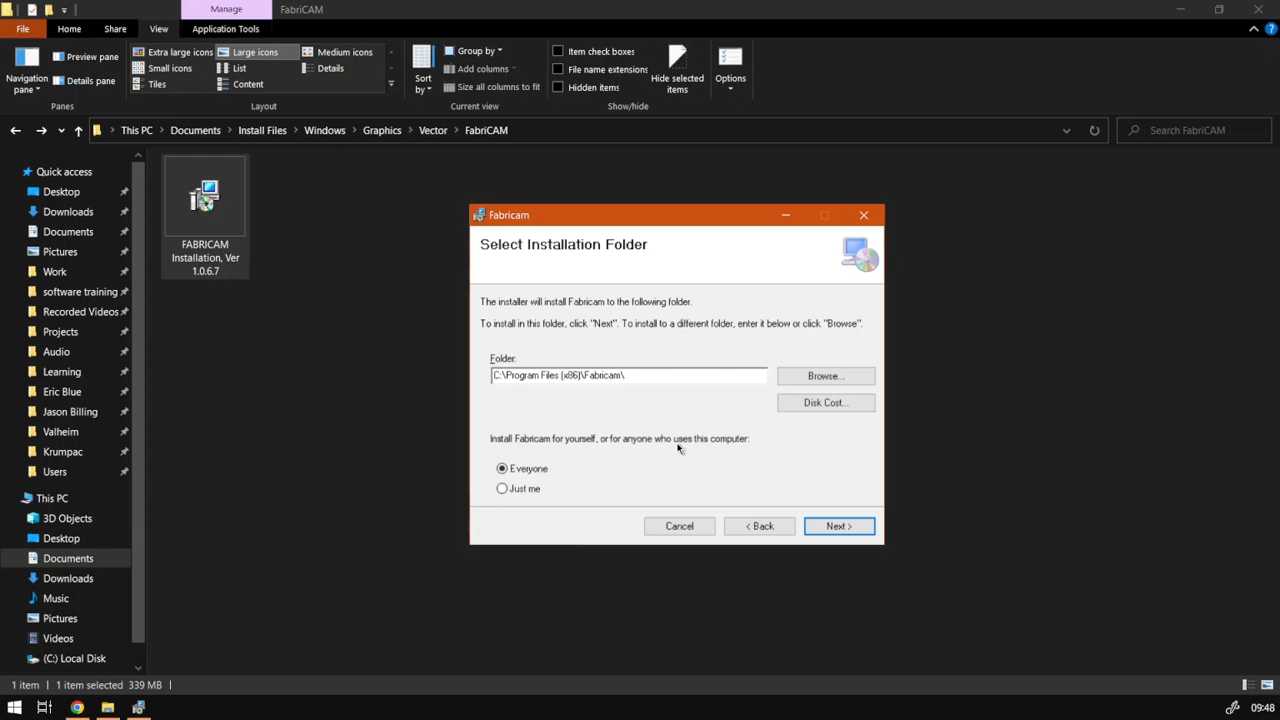 Manage
FabriCAM
File
Home
Share
View
Application Tools
Navigation
pane
Preview pane
Details pane
Panes
Extra large icons
Large icons
Medium icons
Small icons
List
Details
Tiles
Content
Layout
Sort
by
Group by
Add columns
Size all columns to fit
Current view
Item check boxes
File name extensions
Hidden items
Hide selected
items
Show/hide
Options
This PC
Documents
Install Files
Windows
Graphics
Vector
FabriCAM
Search FabriCAM
Quick access
Desktop
Downloads
Documents
Pictures
Work
software training
Recorded Videos
Projects
Audio
Learning
Eric Blue
Jason Billing
Valheim
Krumpac
Users
This PC
3D Objects
Desktop
Documents
Downloads
Music
Pictures
Videos
(C:) Local Disk
FABRICAM
Installation, Ver
1.0.6.7
Fabricam
Select Installation Folder
The installer will install Fabricam to the following folder.
To install in this folder, click "Next". To install to a different folder, enter it below or click "Browse".
Folder:
C:\Program Files (x86)\Fabricam\
Browse...
Disk Cost...
Install Fabricam for yourself, or for anyone who uses this computer:
Everyone
Just me
Cancel
< Back
Next >
1 item
1 item selected 339 MB
09:48